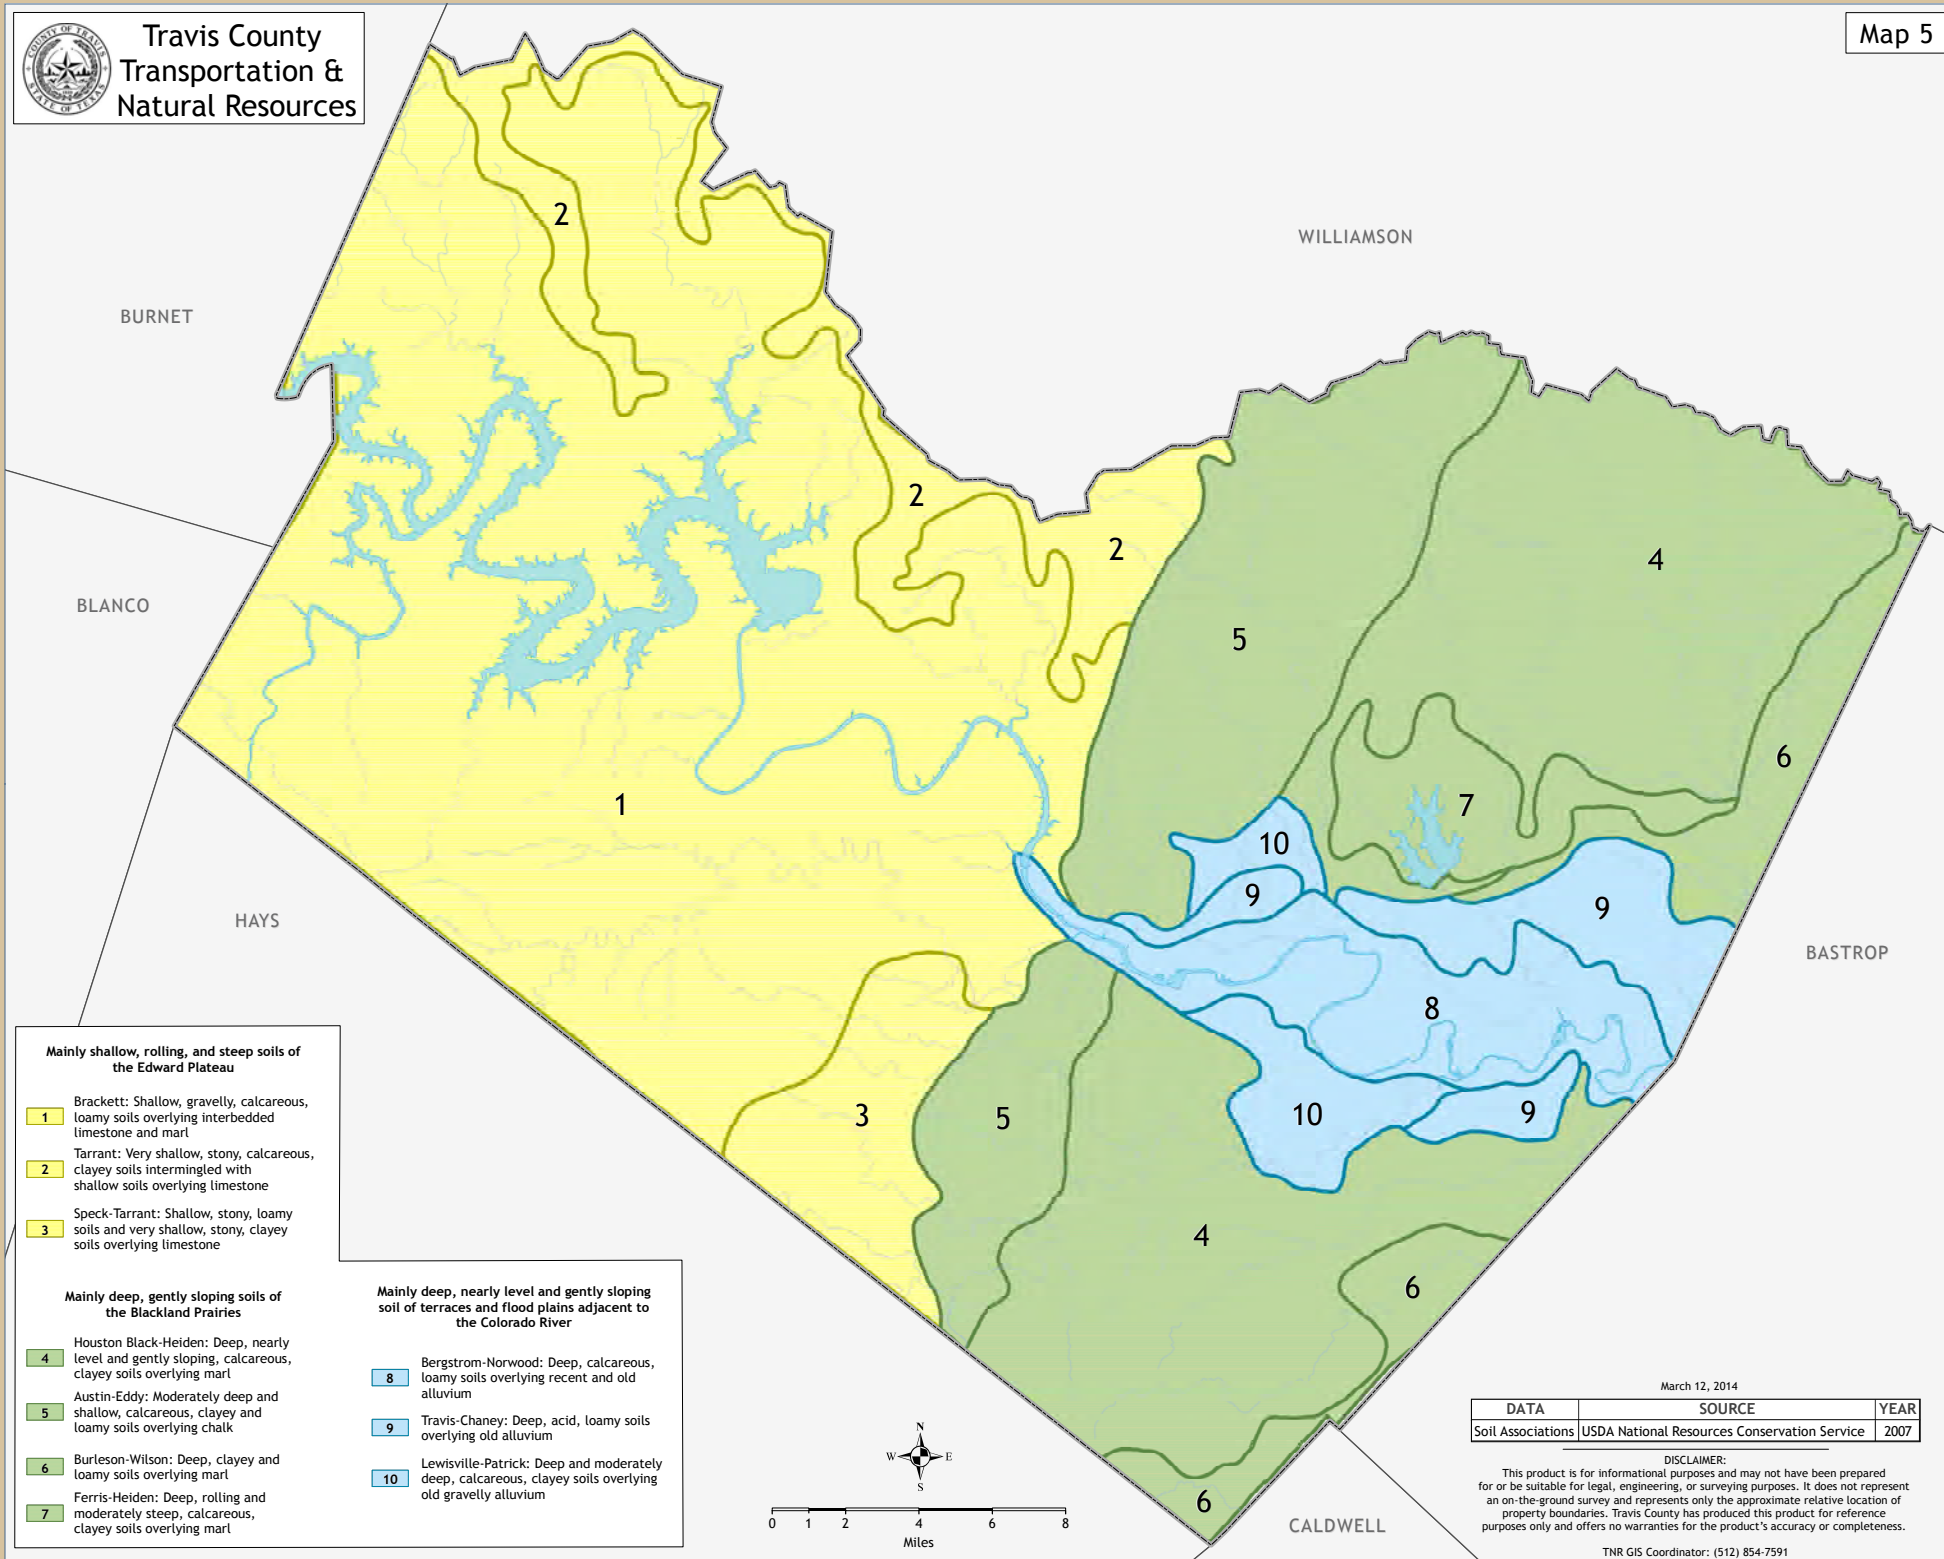 COUNTY OF TRAVIS
STATE OF TEXAS
Travis County
Transportation &
Natural Resources
Map 5
WILLIAMSON
BURNET
BLANCO
HAYS
BASTROP
CALDWELL
2
2
2
4
5
6
1
7
10
9
9
8
3
5
10
9
4
6
6
Mainly shallow, rolling, and steep soils of
the Edward Plateau
1
Brackett: Shallow, gravelly, calcareous,
loamy soils overlying interbedded
limestone and marl
2
Tarrant: Very shallow, stony, calcareous,
clayey soils intermingled with
shallow soils overlying limestone
3
Speck-Tarrant: Shallow, stony, loamy
soils and very shallow, stony, clayey
soils overlying limestone
Mainly deep, gently sloping soils of
the Blackland Prairies
4
Houston Black-Heiden: Deep, nearly
level and gently sloping, calcareous,
clayey soils overlying marl
5
Austin-Eddy: Moderately deep and
shallow, calcareous, clayey and
loamy soils overlying chalk
6
Burleson-Wilson: Deep, clayey and
loamy soils overlying marl
7
Ferris-Heiden: Deep, rolling and
moderately steep, calcareous,
clayey soils overlying marl
Mainly deep, nearly level and gently sloping
soil of terraces and flood plains adjacent to
the Colorado River
8
Bergstrom-Norwood: Deep, calcareous,
loamy soils overlying recent and old
alluvium
9
Travis-Chaney: Deep, acid, loamy soils
overlying old alluvium
10
Lewisville-Patrick: Deep and moderately
deep, calcareous, clayey soils overlying
old gravelly alluvium
N
W E
S
0 1 2 4 6 8
Miles
March 12, 2014
DATA SOURCE YEAR
Soil Associations USDA National Resources Conservation Service 2007
DISCLAIMER:
This product is for informational purposes and may not have been prepared
for or be suitable for legal, engineering, or surveying purposes. It does not represent
an on-the-ground survey and represents only the approximate relative location of
property boundaries. Travis County has produced this product for reference
purposes only and offers no warranties for the product's accuracy or completeness.
TNR GIS Coordinator: (512) 854-7591